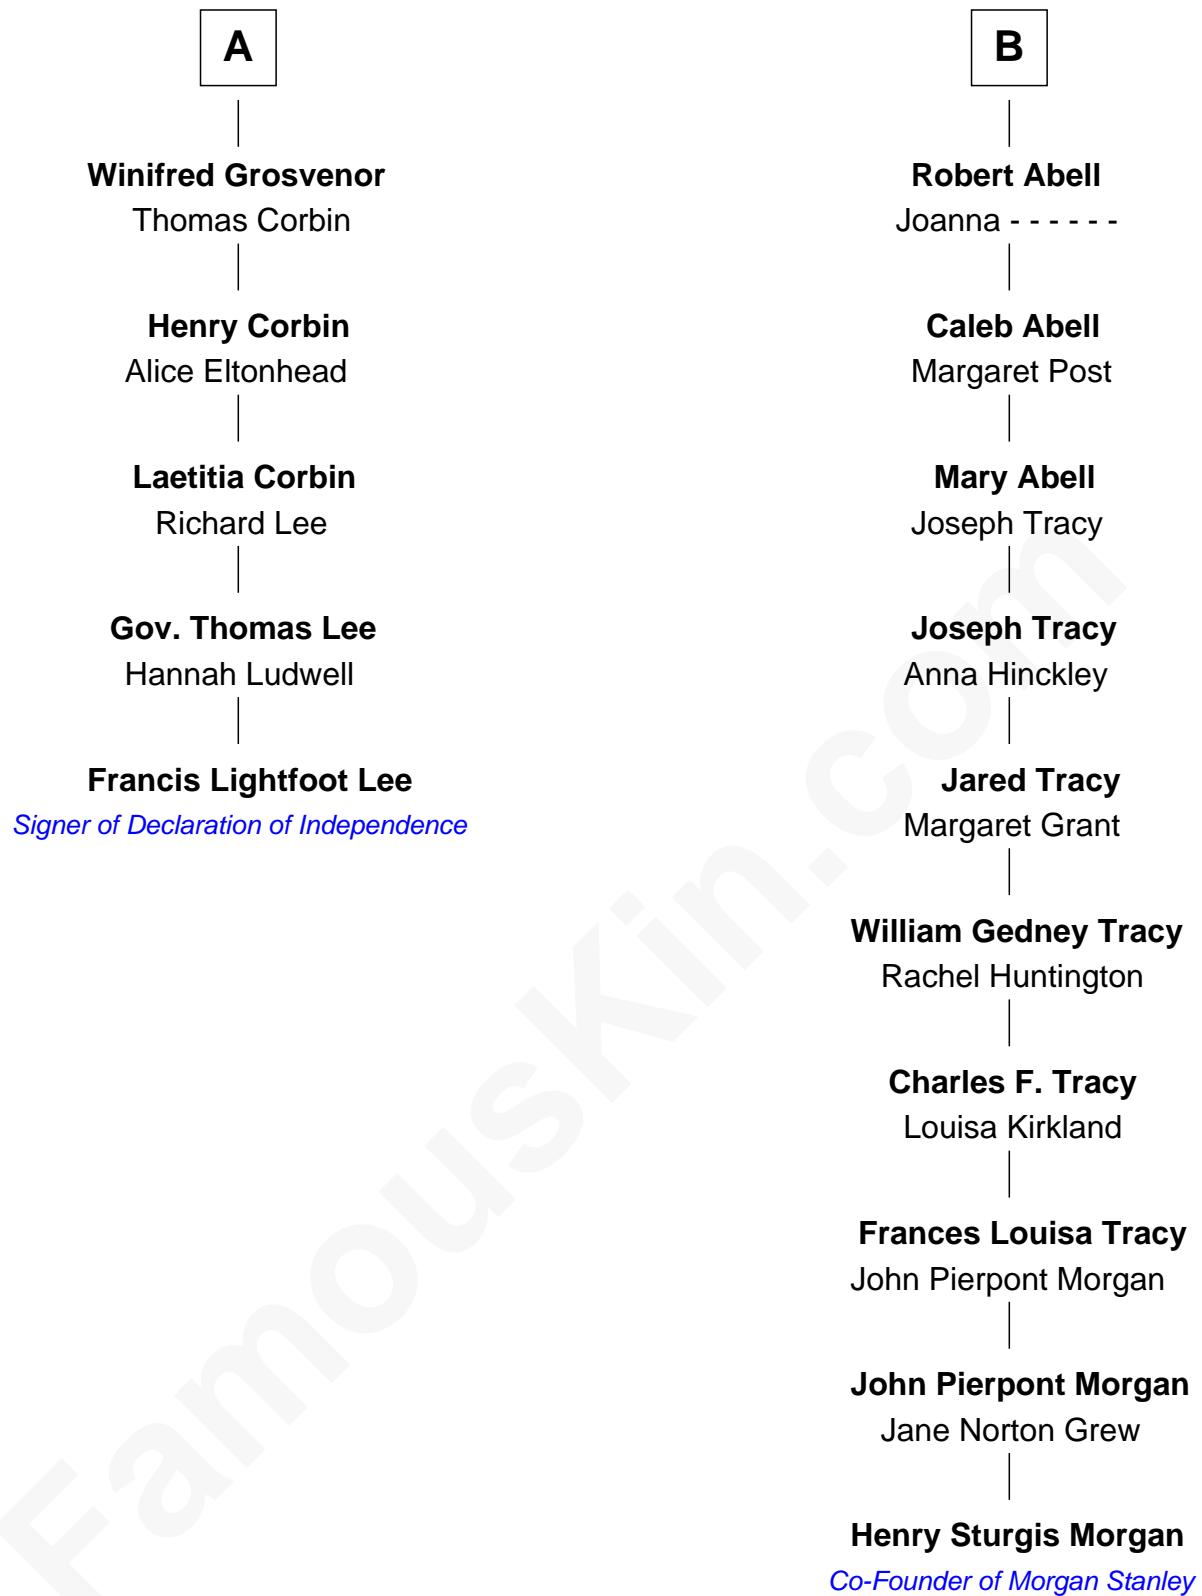 A
Winifred Grosvenor
Thomas Corbin
Henry Corbin
Alice Eltonhead
Laetitia Corbin
Richard Lee
Gov. Thomas Lee
Hannah Ludwell
Francis Lightfoot Lee
Signer of Declaration of Independence
B
Robert Abell
Joanna - - - - - -
Caleb Abell
Margaret Post
Mary Abell
Joseph Tracy
Joseph Tracy
Anna Hinckley
Jared Tracy
Margaret Grant
William Gedney Tracy
Rachel Huntington
Charles F. Tracy
Louisa Kirkland
Frances Louisa Tracy
John Pierpont Morgan
John Pierpont Morgan
Jane Norton Grew
Henry Sturgis Morgan
Co-Founder of Morgan Stanley
FamousKin.com